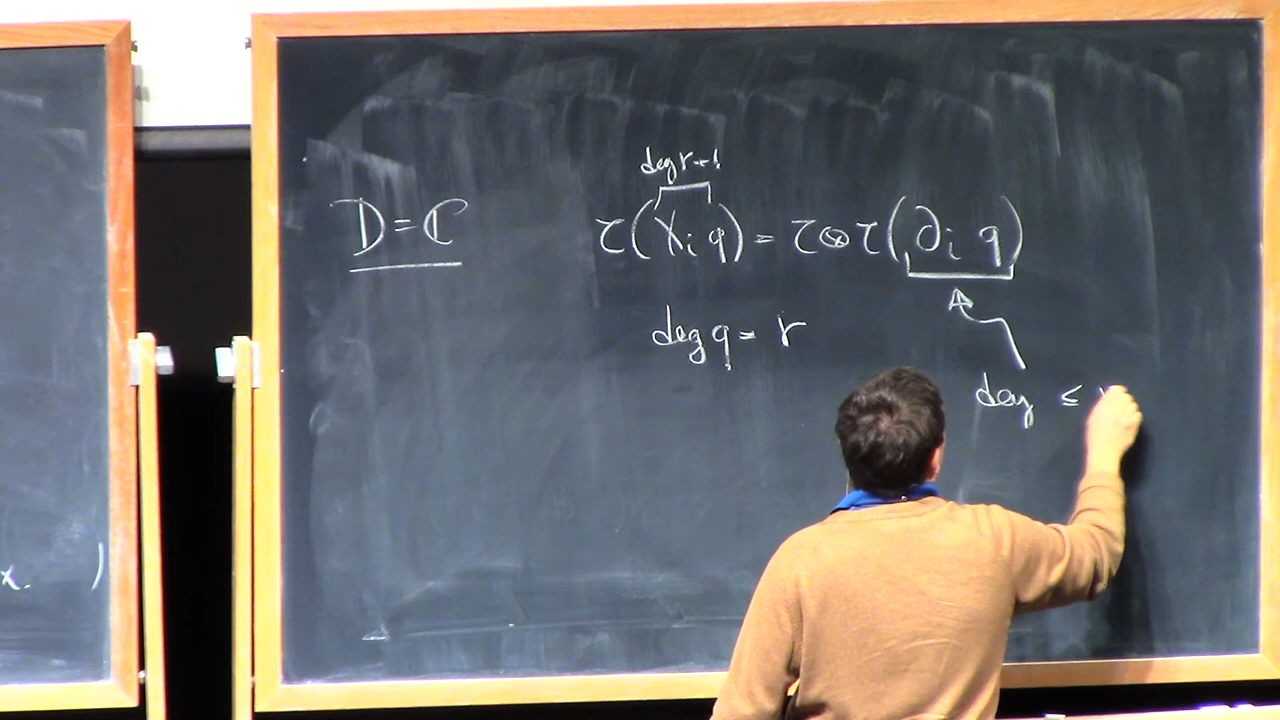 deg r+1
D = ℂ
τ(X_i q) = τ⊗τ(∂_i q)
deg q = r
deg ≤
x. )